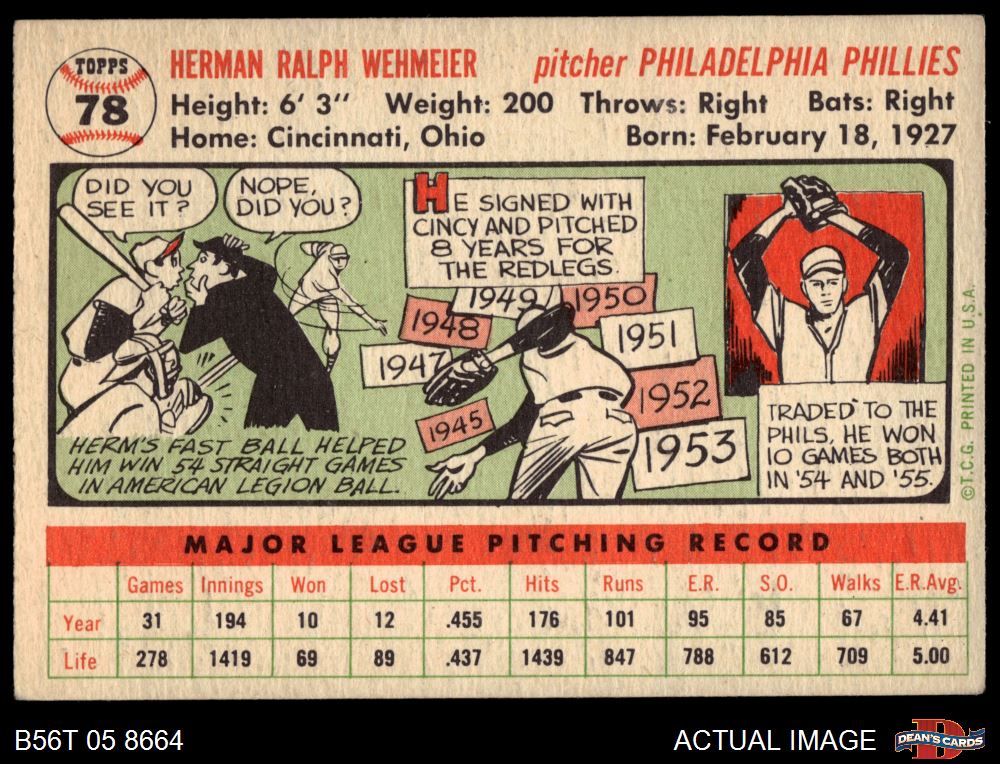 TOPPS
78
HERMAN RALPH WEHMEIER pitcher PHILADELPHIA PHILLIES
Height: 6' 3" Weight: 200 Throws: Right Bats: Right
Home: Cincinnati, Ohio Born: February 18, 1927
DID YOU
SEE IT?
NOPE,
DID YOU?
HERM'S FAST BALL HELPED
HIM WIN 54 STRAIGHT GAMES
IN AMERICAN LEGION BALL.
HE SIGNED WITH
CINCY AND PITCHED
8 YEARS FOR
THE REDLEGS.
1945
1947
1948
1949
1950
1951
1952
1953
TRADED TO THE
PHILS, HE WON
10 GAMES BOTH
IN '54 AND '55.
©T.C.G. PRINTED IN U.S.A.
MAJOR LEAGUE PITCHING RECORD
Games Innings Won Lost Pct. Hits Runs E.R. S.O. Walks E.R.Avg.
Year 31 194 10 12 .455 176 101 95 85 67 4.41
Life 278 1419 69 89 .437 1439 847 788 612 709 5.00
B56T 05 8664 ACTUAL IMAGE
DEAN'S CARDS